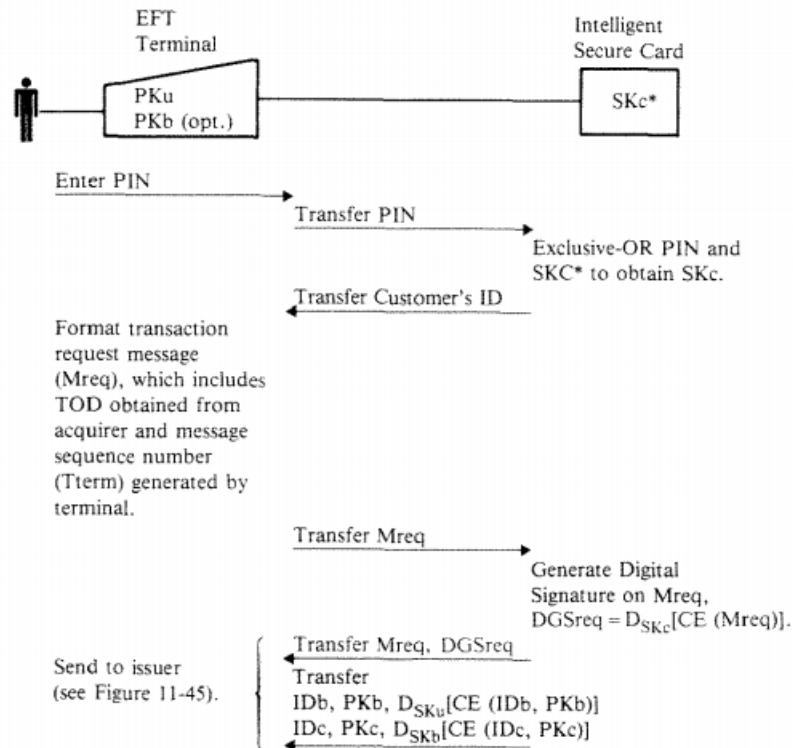 EFT
Terminal
Intelligent
Secure Card
PKu
PKb (opt.)
SKc*
Enter PIN
Transfer PIN
Exclusive-OR PIN and
SKC* to obtain SKc.
Transfer Customer's ID
Format transaction
request message
(Mreq), which includes
TOD obtained from
acquirer and message
sequence number
(Tterm) generated by
terminal.
Transfer Mreq
Generate Digital
Signature on Mreq,
DGSreq = D_SKc[CE (Mreq)].
Transfer Mreq, DGSreq
Send to issuer
(see Figure 11-45).
Transfer
IDb, PKb, D_SKu[CE (IDb, PKb)]
IDc, PKc, D_SKb[CE (IDc, PKc)]